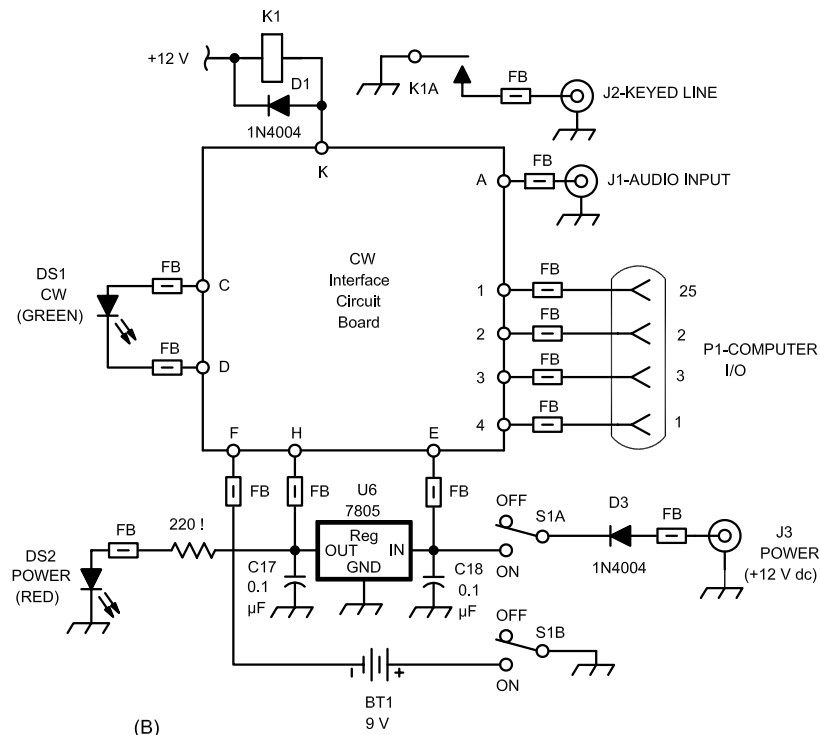 K1
+12 V
D1
1N4004
K
K1A
FB
J2-KEYED LINE
A
FB
J1-AUDIO INPUT
CW
Interface
Circuit
Board
DS1
CW
(GREEN)
FB
C
FB
D
1
FB
25
2
FB
2
P1-COMPUTER
I/O
3
FB
3
4
FB
1
F
H
E
FB
FB
FB
U6
7805
Reg
OUT
IN
GND
DS2
POWER
(RED)
FB
220 !
C17
0.1
µF
C18
0.1
µF
OFF
S1A
ON
D3
1N4004
FB
J3
POWER
(+12 V dc)
OFF
S1B
ON
BT1
9 V
(B)